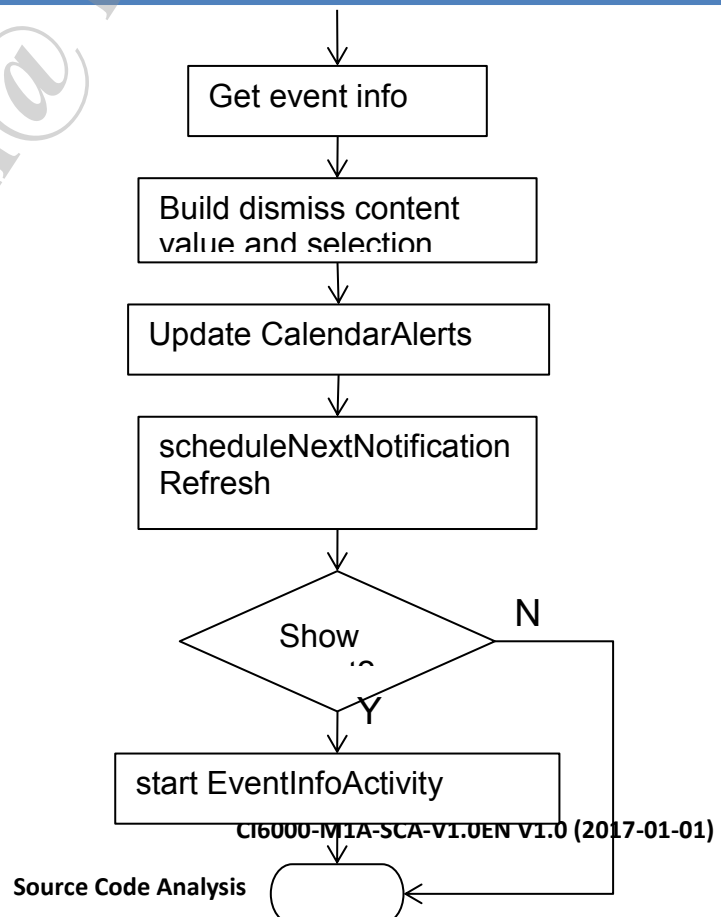 Get event info
Build dismiss content
value and selection
Update CalendarAlerts
scheduleNextNotification
Refresh
Show
N
Y
start EventInfoActivity
CI6000-M1A-SCA-V1.0EN V1.0 (2017-01-01)
Source Code Analysis